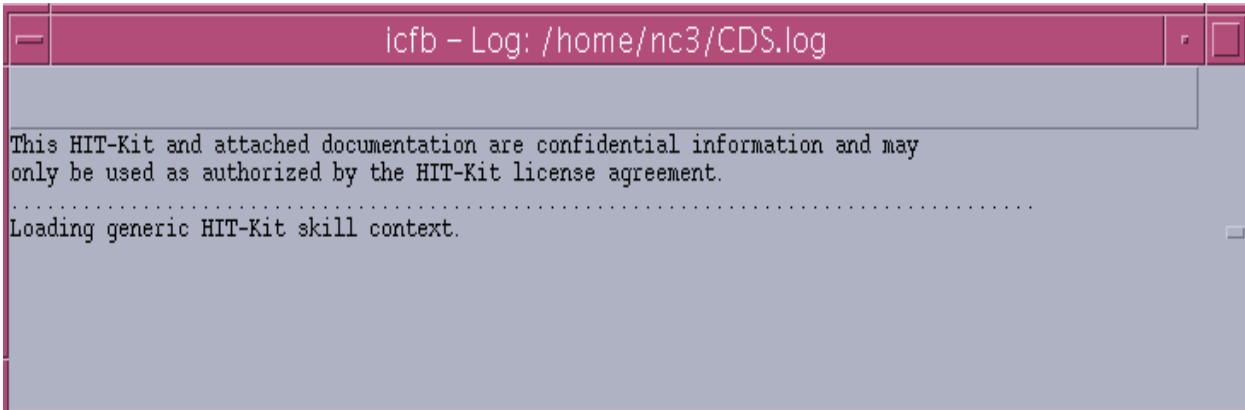 icfb – Log: /home/nc3/CDS.log
This HIT-Kit and attached documentation are confidential information and may
only be used as authorized by the HIT-Kit license agreement.
.....................................................................................
Loading generic HIT-Kit skill context.